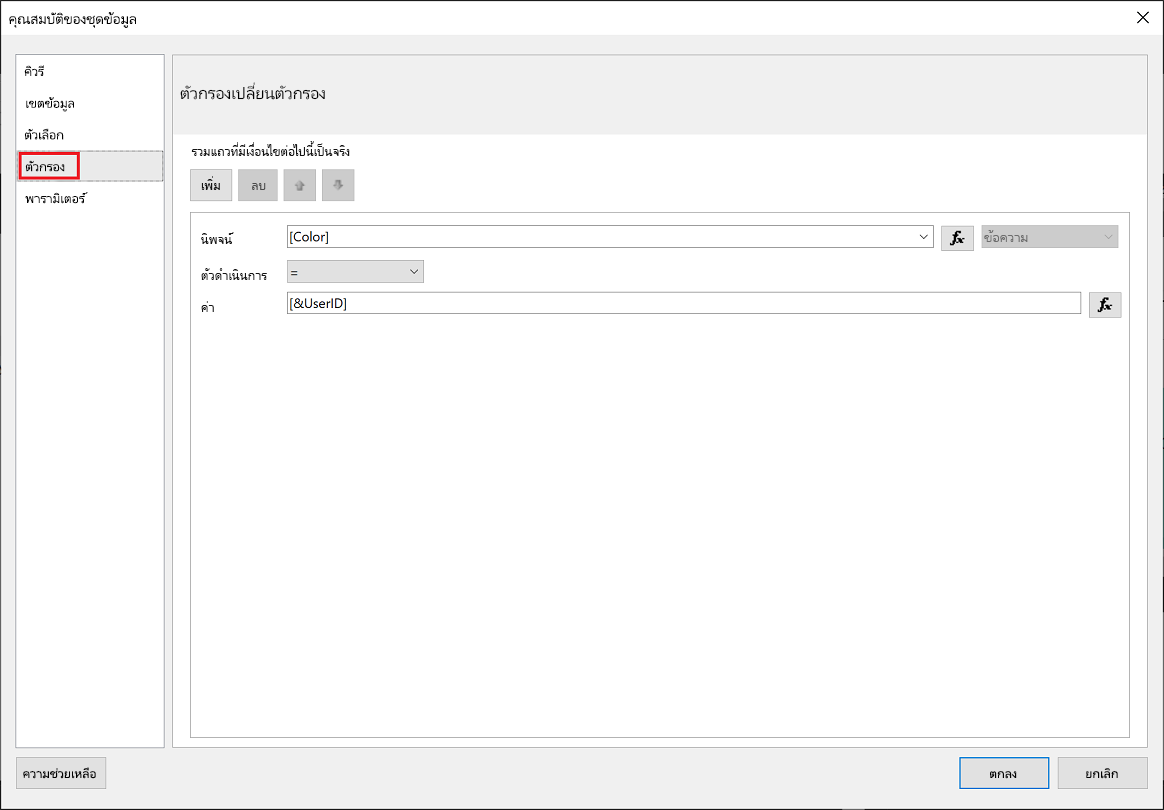 คุณสมบัติของชุดข้อมูล
คิวรี
เขตข้อมูล
ตัวเลือก
ตัวกรอง
พารามิเตอร์
ตัวกรองเปลี่ยนตัวกรอง
รวมแถวที่มีเงื่อนไขต่อไปนี้เป็นจริง
เพิ่ม ลบ
นิพจน์ [Color] fx ข้อความ
ตัวดำเนินการ =
ค่า [&UserID] fx
ความช่วยเหลือ ตกลง ยกเลิก